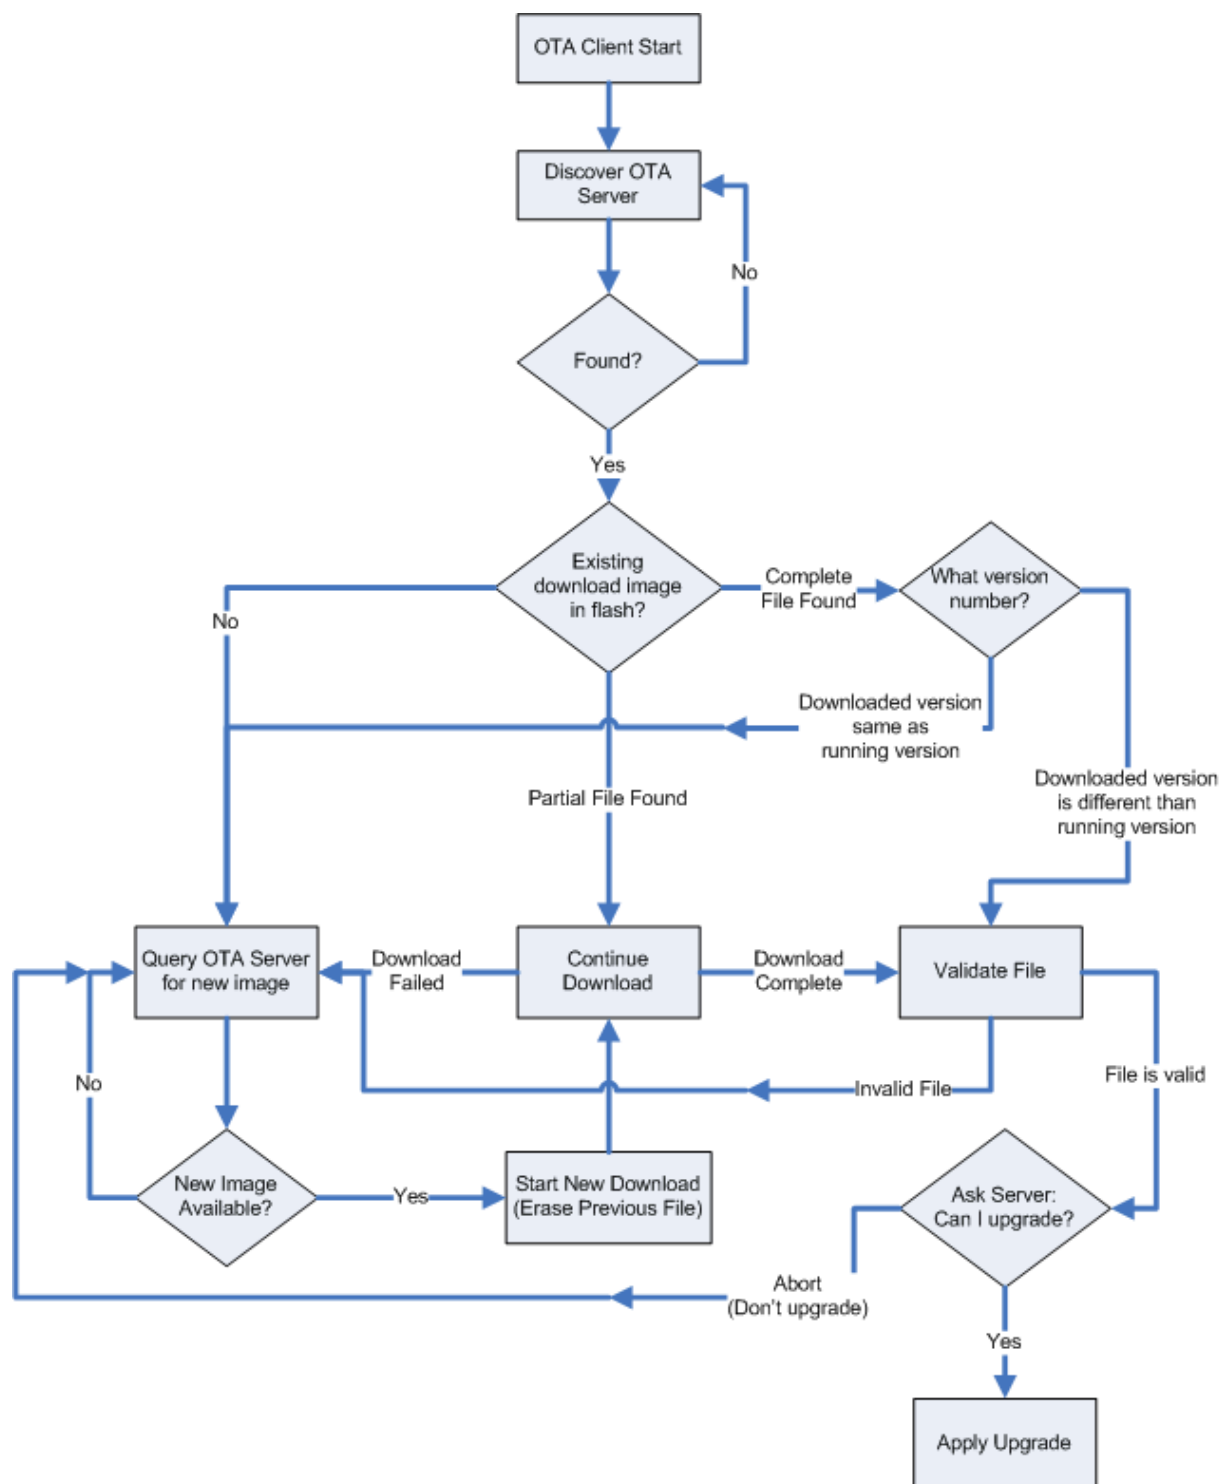 OTA Client Start
Discover OTA
Server
No
Found?
Yes
Existing
download image
in flash?
Complete
File Found
What version
number?
No
Downloaded version
same as
running version
Partial File Found
Downloaded version
is different than
running version
Query OTA Server
for new image
Download
Failed
Continue
Download
Download
Complete
Validate File
No
Invalid File
File is valid
New Image
Available?
Yes
Start New Download
(Erase Previous File)
Ask Server:
Can I upgrade?
Abort
(Don't upgrade)
Yes
Apply Upgrade